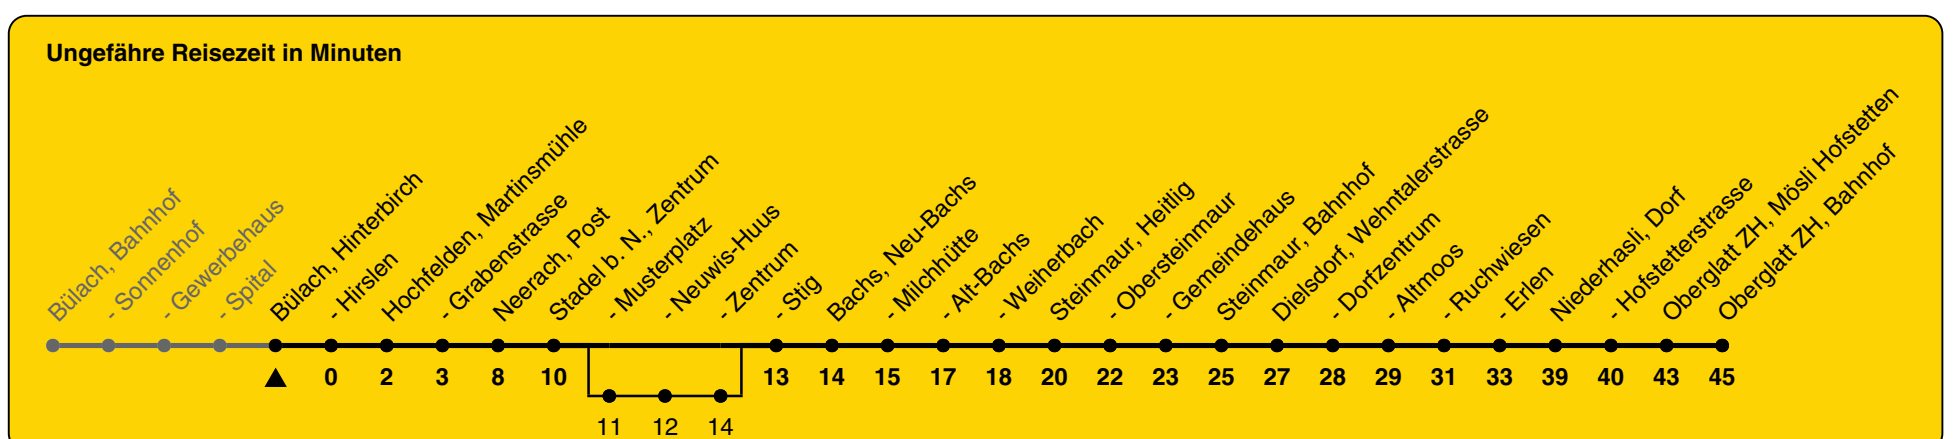 Ungefähre Reisezeit in Minuten
Bülach, Bahnhof
- Sonnenhof
- Gewerbehaus
- Spital
Bülach, Hinterbirch
- Hirslen
Hochfelden, Martinsmühle
- Grabenstrasse
Neerach, Post
Stadel b. N., Zentrum
- Musterplatz
- Neuwis-Huus
- Zentrum
- Stig
Bachs, Neu-Bachs
- Milchhütte
- Alt-Bachs
- Weiherbach
Steinmaur, Heitlig
- Obersteinmaur
- Gemeindehaus
Steinmaur, Bahnhof
Dielsdorf, Wehntalerstrasse
- Dorfzentrum
- Altmoos
- Ruchwiesen
- Erlen
Niederhasli, Dorf
- Hofstetterstrasse
Oberglatt ZH, Mösli Hofstetten
Oberglatt ZH, Bahnhof
0 2 3 8 10 13 14 15 17 18 20 22 23 25 27 28 29 31 33 39 40 43 45
11 12 14